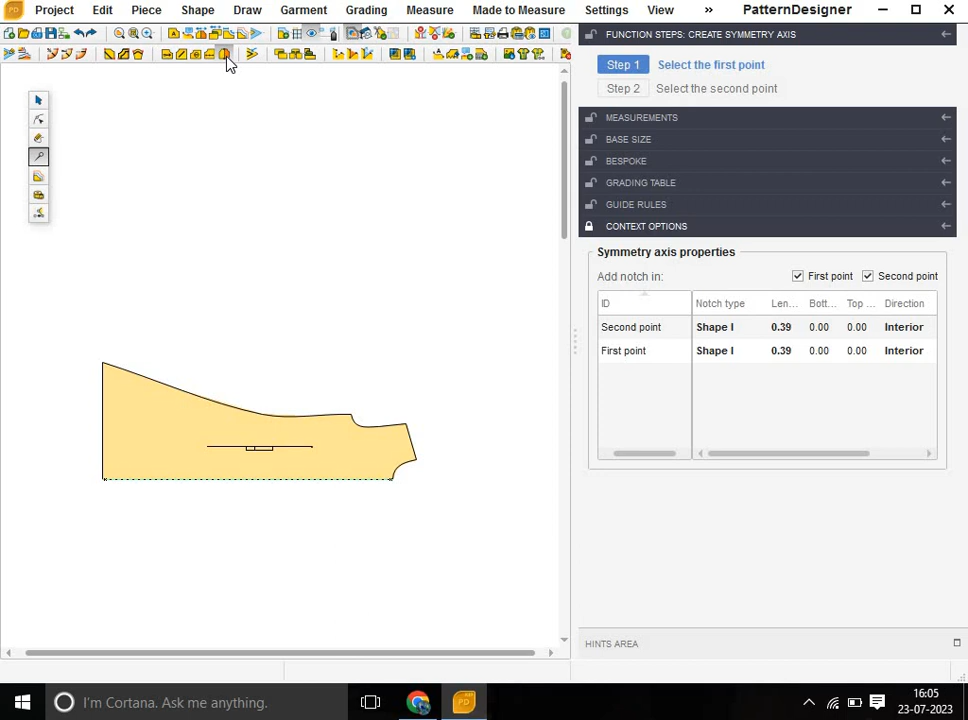 Project Edit Piece Shape Draw Garment Grading Measure Made to Measure Settings View » PatternDesigner
FUNCTION STEPS: CREATE SYMMETRY AXIS
Step 1 Select the first point
Step 2 Select the second point
MEASUREMENTS
BASE SIZE
BESPOKE
GRADING TABLE
GUIDE RULES
CONTEXT OPTIONS
Symmetry axis properties
Add notch in: First point Second point
ID Notch type Len... Bott... Top ... Direction
Second point Shape I 0.39 0.00 0.00 Interior
First point Shape I 0.39 0.00 0.00 Interior
HINTS AREA
I'm Cortana. Ask me anything.
PD
16:05
23-07-2023